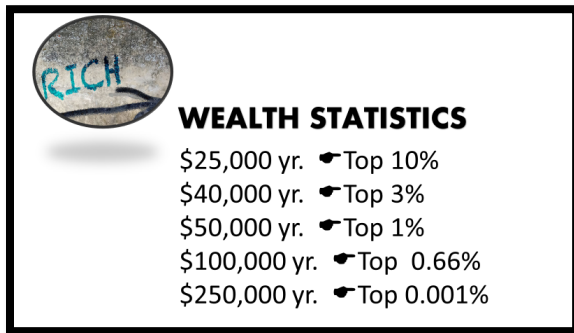 RICH
WEALTH STATISTICS
$25,000 yr. ☛Top 10%
$40,000 yr. ☛Top 3%
$50,000 yr. ☛Top 1%
$100,000 yr. ☛Top 0.66%
$250,000 yr. ☛Top 0.001%